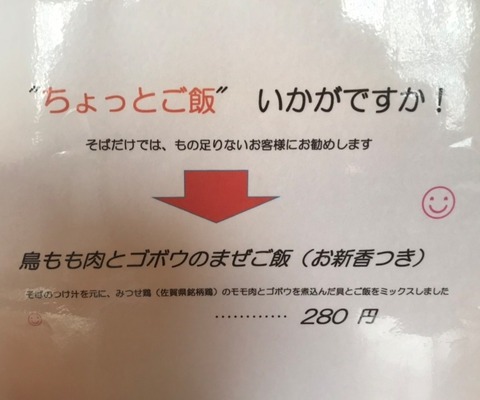 ”ちょっとご飯” いかがですか！
そばだけでは、もの足りないお客様にお勧めします
鳥もも肉とゴボウのまぜご飯（お新香つき）
そばのつけ汁を元に、みつせ鶏（佐賀県銘柄鶏）のモモ肉とゴボウを煮込んだ具とご飯をミックスしました
………… 280 円